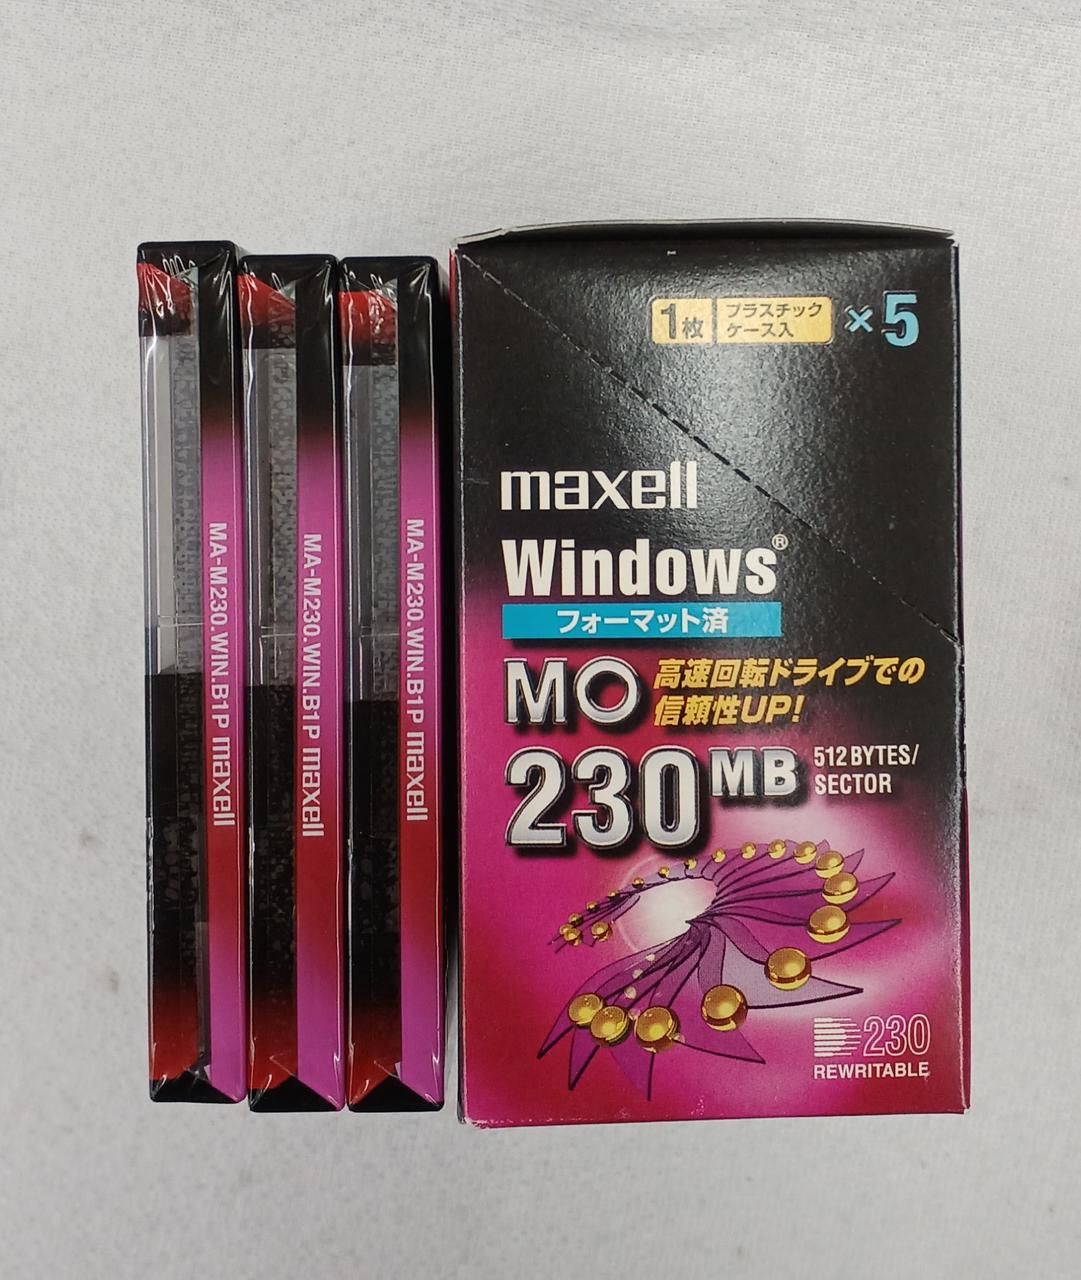 MA-M230.WIN.B1P maxell
MA-M230.WIN.B1P maxell
MA-M230.WIN.B1P maxell
1枚 プラスチック
ケース入 ×5
maxell
Windows®
フォーマット済
MO 高速回転ドライブでの
信頼性UP!
230MB 512 BYTES/
SECTOR
230
REWRITABLE